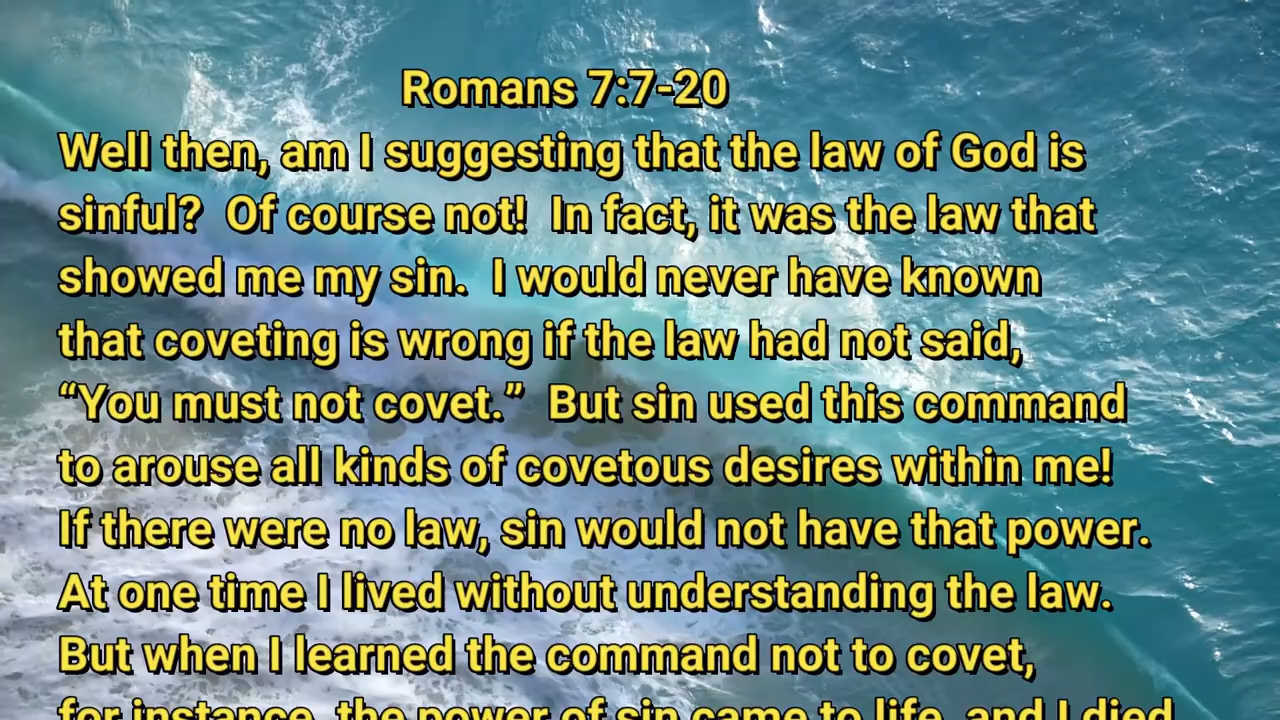 Romans 7:7-20
Well then, am I suggesting that the law of God is
sinful?  Of course not!  In fact, it was the law that
showed me my sin.  I would never have known
that coveting is wrong if the law had not said,
“You must not covet.”  But sin used this command
to arouse all kinds of covetous desires within me!
If there were no law, sin would not have that power.
At one time I lived without understanding the law.
But when I learned the command not to covet,
for instance, the power of sin came to life, and I died